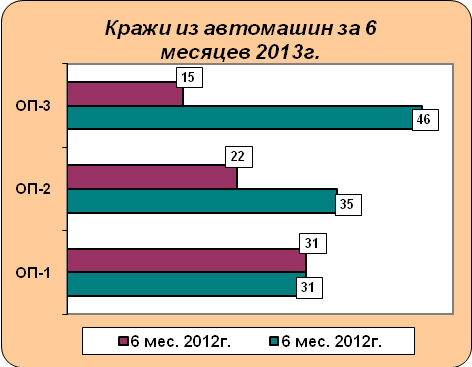 Кражи из автомашин за 6
месяцев 2013г.
15
ОП-3
46
22
ОП-2
35
31
ОП-1
31
6 мес. 2012г. 6 мес. 2012г.